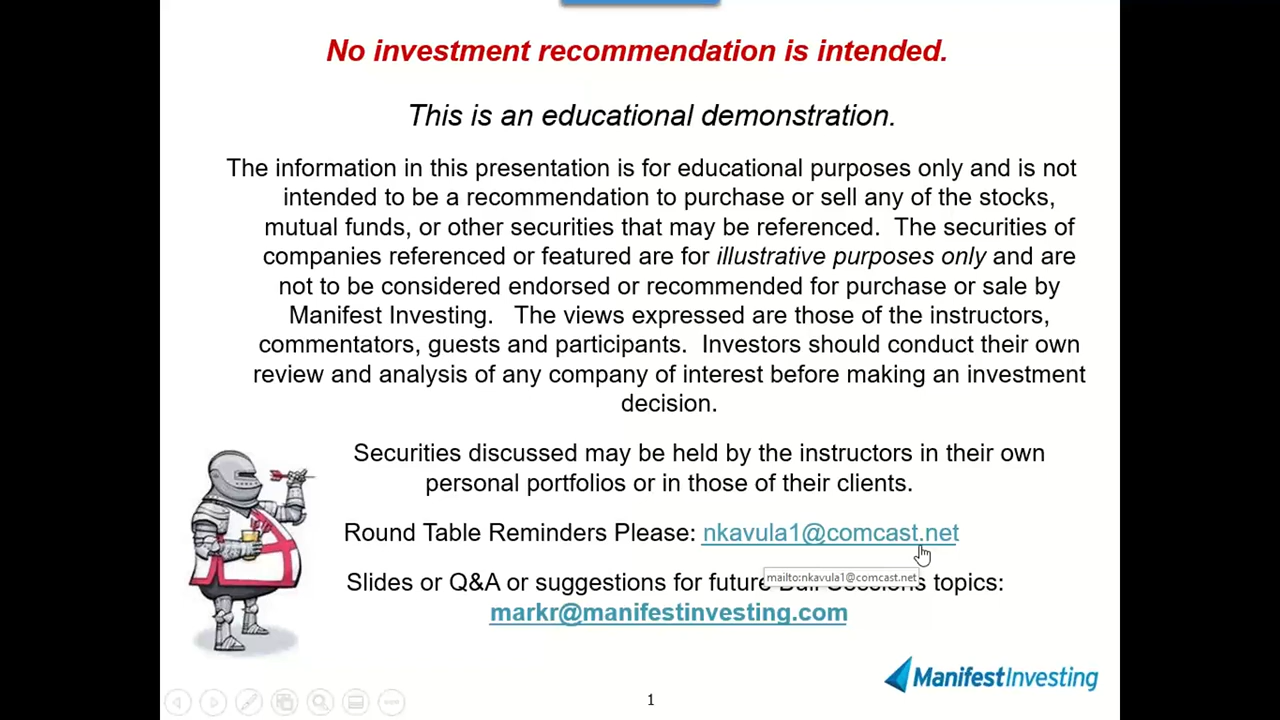 No investment recommendation is intended.
This is an educational demonstration.
The information in this presentation is for educational purposes only and is not
intended to be a recommendation to purchase or sell any of the stocks,
mutual funds, or other securities that may be referenced. The securities of
companies referenced or featured are for illustrative purposes only and are
not to be considered endorsed or recommended for purchase or sale by
Manifest Investing. The views expressed are those of the instructors,
commentators, guests and participants. Investors should conduct their own
review and analysis of any company of interest before making an investment
decision.
Securities discussed may be held by the instructors in their own
personal portfolios or in those of their clients.
Round Table Reminders Please: nkavula1@comcast.net
mailto:nkavula1@comcast.net
Slides or Q&A or suggestions for future topics:
markr@manifestinvesting.com
ManifestInvesting
1